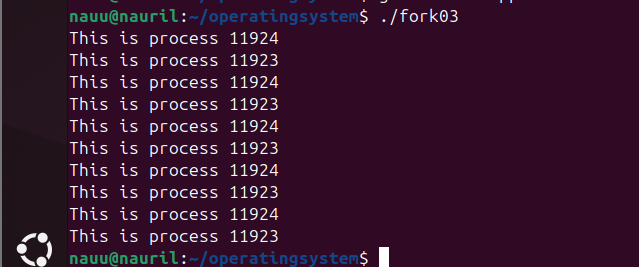 nauu@nauril:~/operatingsystem$ ./fork03
This is process 11924
This is process 11923
This is process 11924
This is process 11923
This is process 11924
This is process 11923
This is process 11924
This is process 11923
This is process 11924
This is process 11923
nauu@nauril:~/operatingsystem$